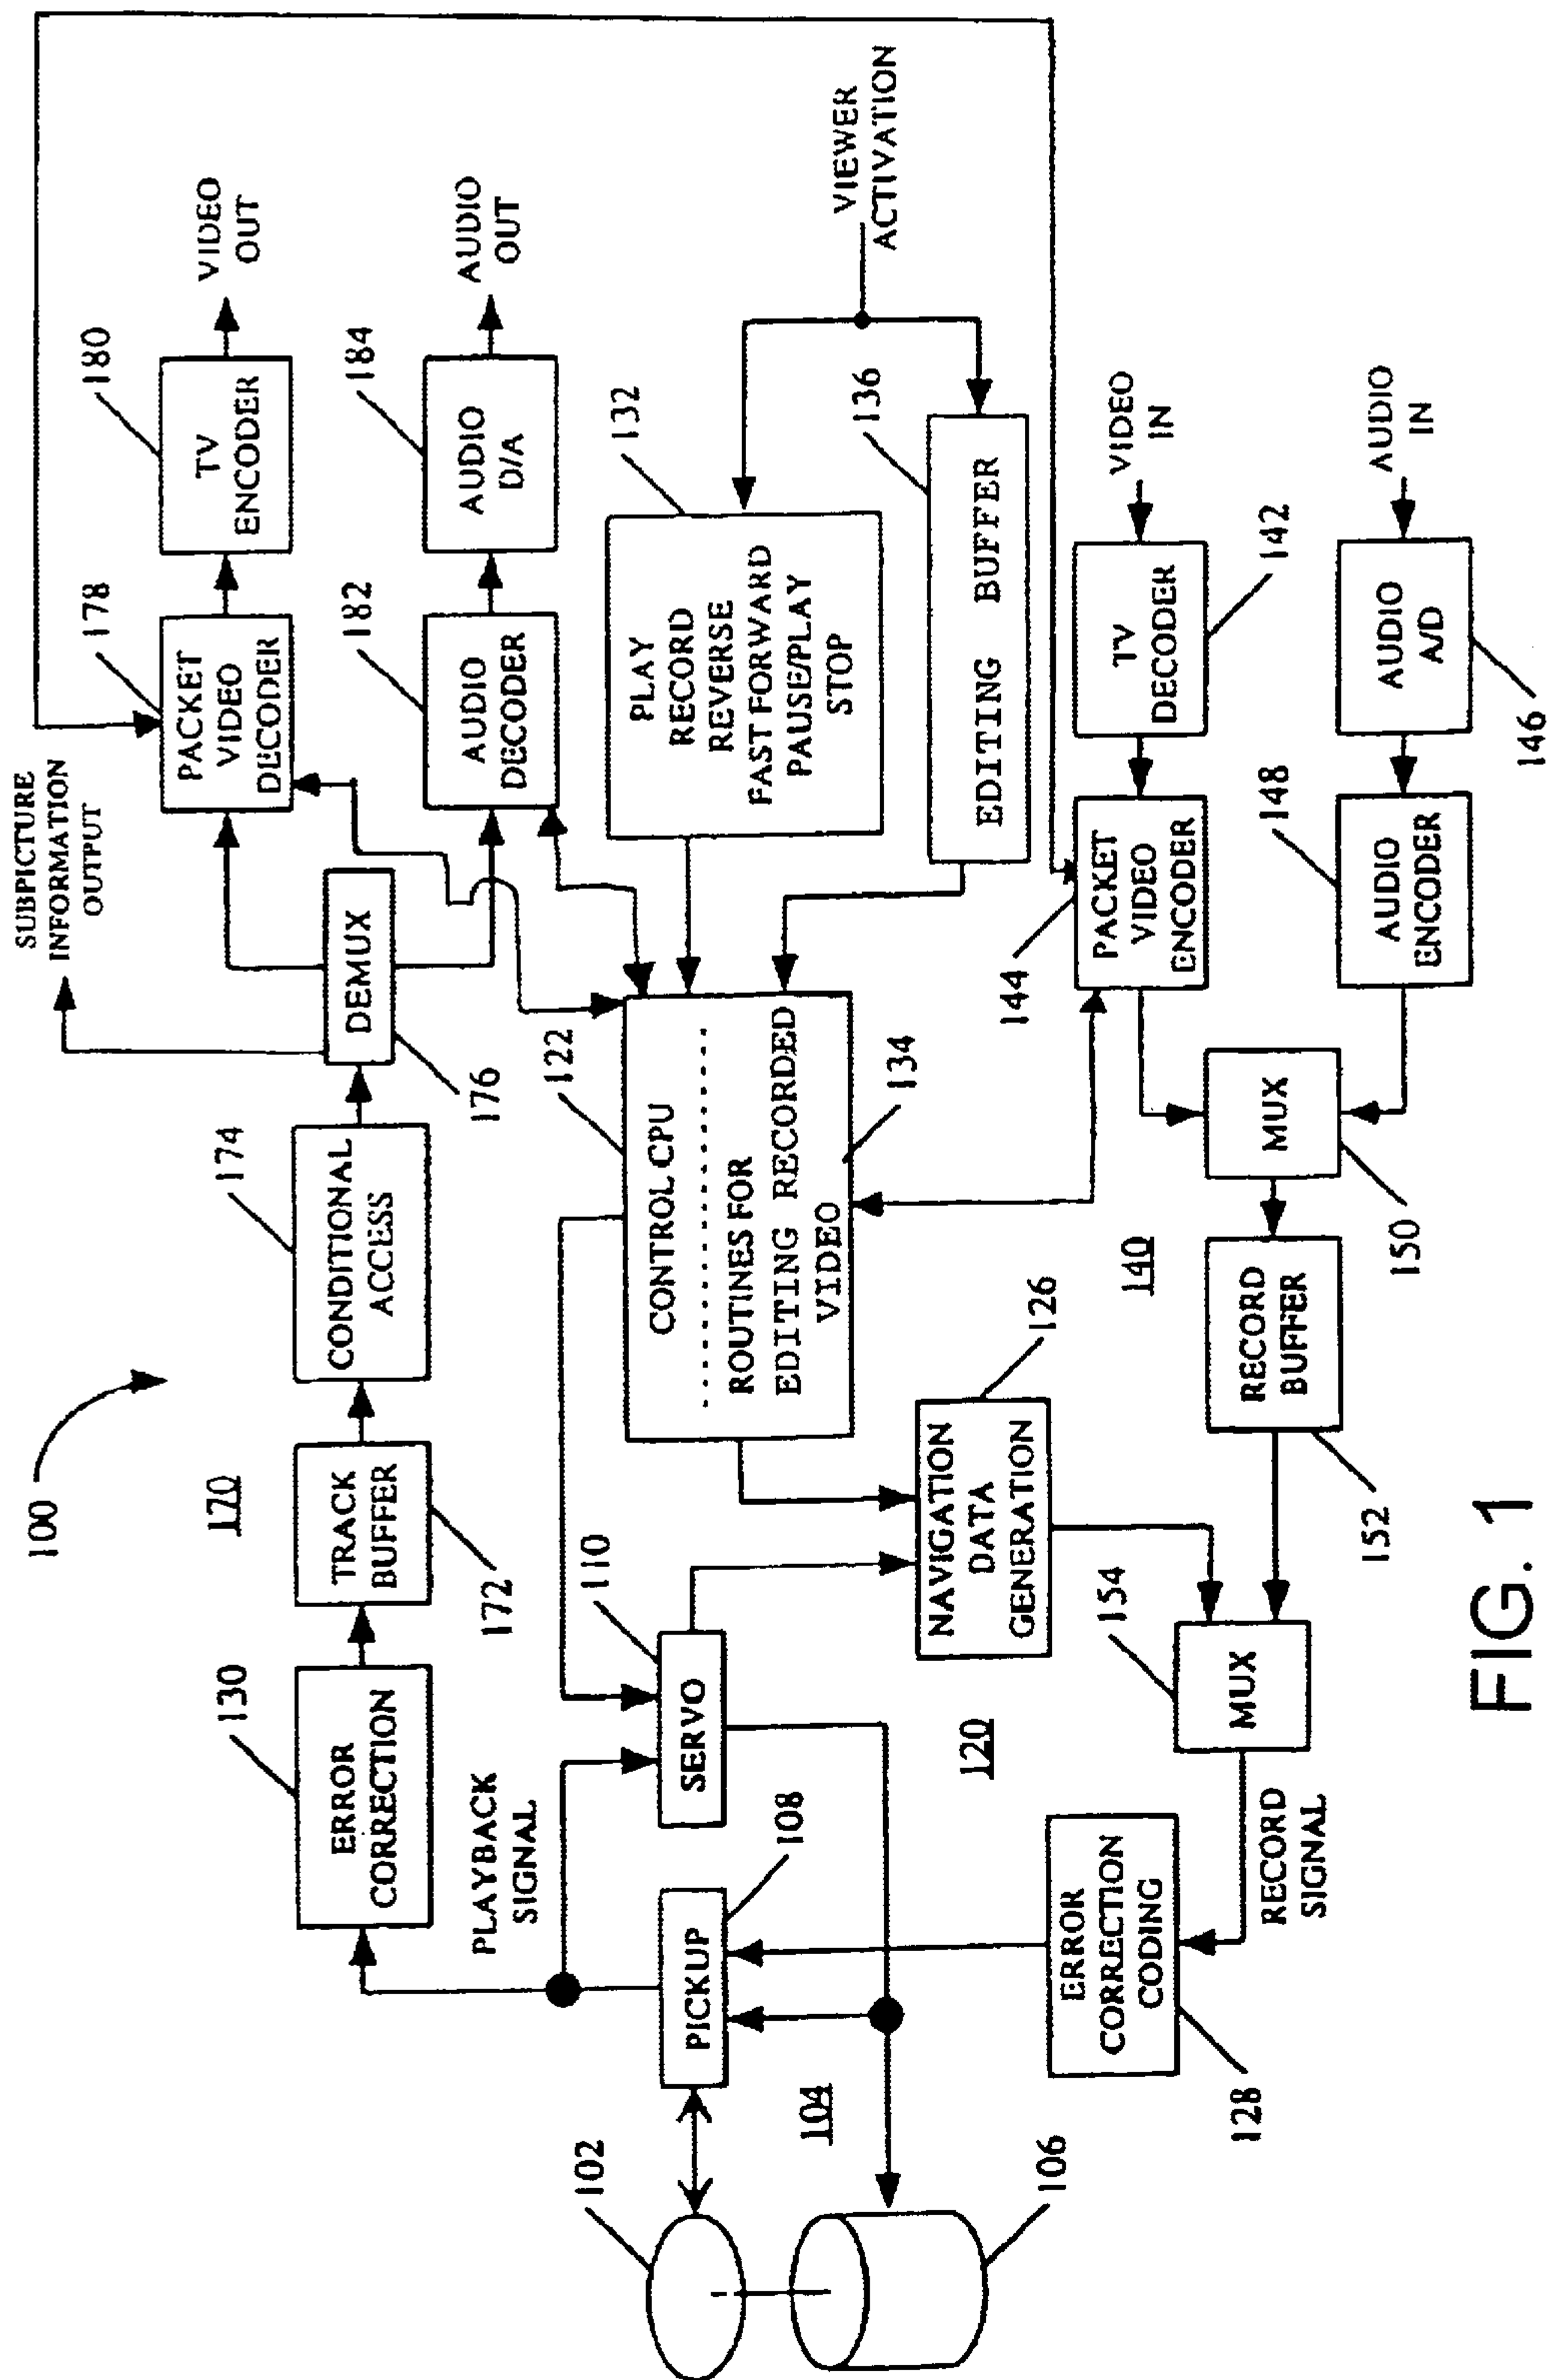 100
170
SUBPICTURE
INFORMATION
OUTPUT
130
ERROR
CORRECTION
TRACK
BUFFER
172
174
CONDITIONAL
ACCESS
DEMUX
176
178
PACKET
VIDEO
DECODER
180
TV
ENCODER
VIDEO
OUT
182
AUDIO
DECODER
184
AUDIO
D/A
AUDIO
OUT
PLAYBACK
SIGNAL
102
104
106
PICKUP
108
110
SERVO
120
122
CONTROL CPU
ROUTINES FOR
EDITING RECORDED
VIDEO
134
132
PLAY
RECORD
REVERSE
FAST FORWARD
PAUSE/PLAY
STOP
VIEWER
ACTIVATION
136
EDITING BUFFER
126
NAVIGATION
DATA
GENERATION
140
144
PACKET
VIDEO
ENCODER
TV
DECODER
142
VIDEO
IN
148
AUDIO
ENCODER
AUDIO
A/D
146
AUDIO
IN
MUX
150
RECORD
BUFFER
152
154
MUX
RECORD
SIGNAL
ERROR
CORRECTION
CODING
128
FIG. 1